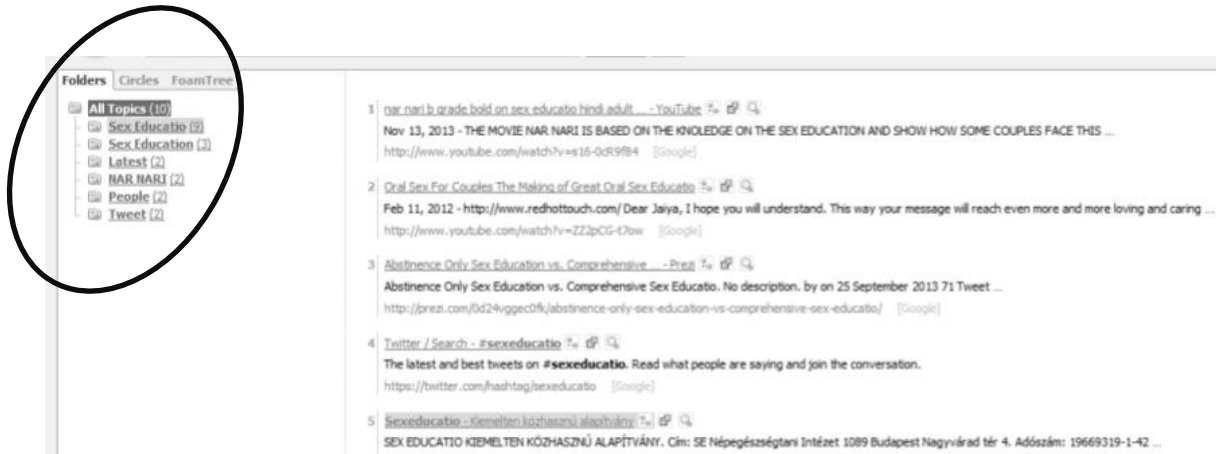 Folders Circles FoamTree
All Topics (10)
Sex Educatio (9)
Sex Education (3)
Latest (2)
NAR NARI (2)
People (2)
Tweet (2)
1 nar nari b grade bold on sex educatio hindi adult ... - YouTube
Nov 13, 2013 - THE MOVIE NAR NARI IS BASED ON THE KNOLEDGE ON THE SEX EDUCATION AND SHOW HOW SOME COUPLES FACE THIS ...
http://www.youtube.com/watch?v=s16-0cR9f84 [Google]
2 Oral Sex For Couples The Making of Great Oral Sex Educatio
Feb 11, 2012 - http://www.redhottouch.com/ Dear Jaiya, I hope you will understand. This way your message will reach even more and more loving and caring ...
http://www.youtube.com/watch?v=ZZ2pCG-t7ow [Google]
3 Abstinence Only Sex Education vs. Comprehensive ... - Prezi
Abstinence Only Sex Education vs. Comprehensive Sex Educatio. No description. by on 25 September 2013 71 Tweet ...
http://prezi.com/0d24vggec0fk/abstinence-only-sex-education-vs-comprehensive-sex-educatio/ [Google]
4 Twitter / Search - #sexeducatio
The latest and best tweets on #sexeducatio. Read what people are saying and join the conversation.
https://twitter.com/hashtag/sexeducatio [Google]
5 Sexeducatio - Kiemelten közhasznú alapítvány
SEX EDUCATIO KIEMELTEN KÖZHASZNÚ ALAPÍTVÁNY. Cím: SE Népegészségtani Intézet 1089 Budapest Nagyvárad tér 4. Adószám: 19669319-1-42 ...